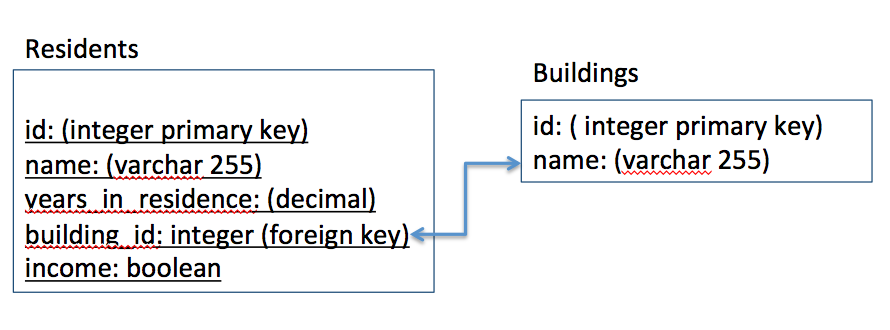 Residents
id: (integer primary key)
name: (varchar 255)
years_in_residence: (decimal)
building_id: integer (foreign key)
income: boolean
Buildings
id: ( integer primary key)
name: (varchar 255)